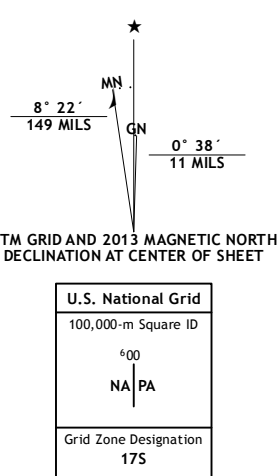 ★
MN
8° 22´
149 MILS
GN
0° 38´
11 MILS
TM GRID AND 2013 MAGNETIC NORTH
DECLINATION AT CENTER OF SHEET
U.S. National Grid
100,000-m Square ID
⁶00
NA PA
Grid Zone Designation
17S